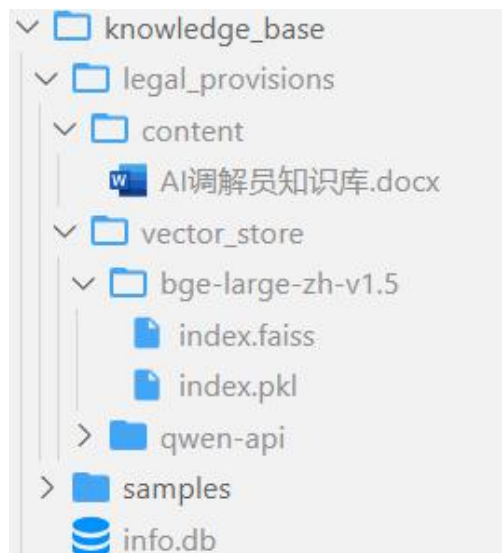 knowledge_base
legal_provisions
content
AI调解员知识库.docx
vector_store
bge-large-zh-v1.5
index.faiss
index.pkl
qwen-api
samples
info.db